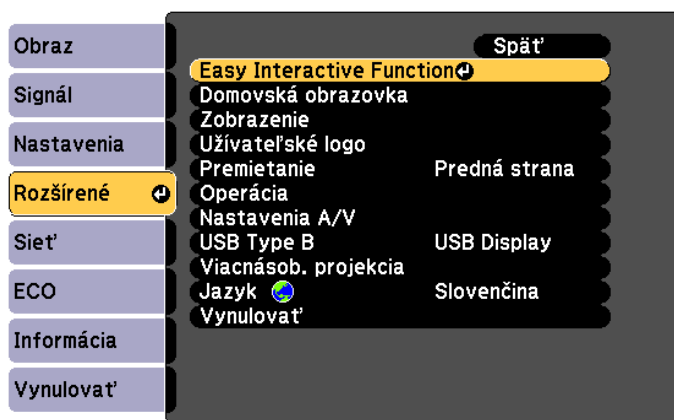 Obraz
Signál
Nastavenia
Rozšírené
Sieť
ECO
Informácia
Vynulovať
Späť
Easy Interactive Function
Domovská obrazovka
Zobrazenie
Užívateľské logo
Premietanie Predná strana
Operácia
Nastavenia A/V
USB Type B USB Display
Viacnásob. projekcia
Jazyk Slovenčina
Vynulovať